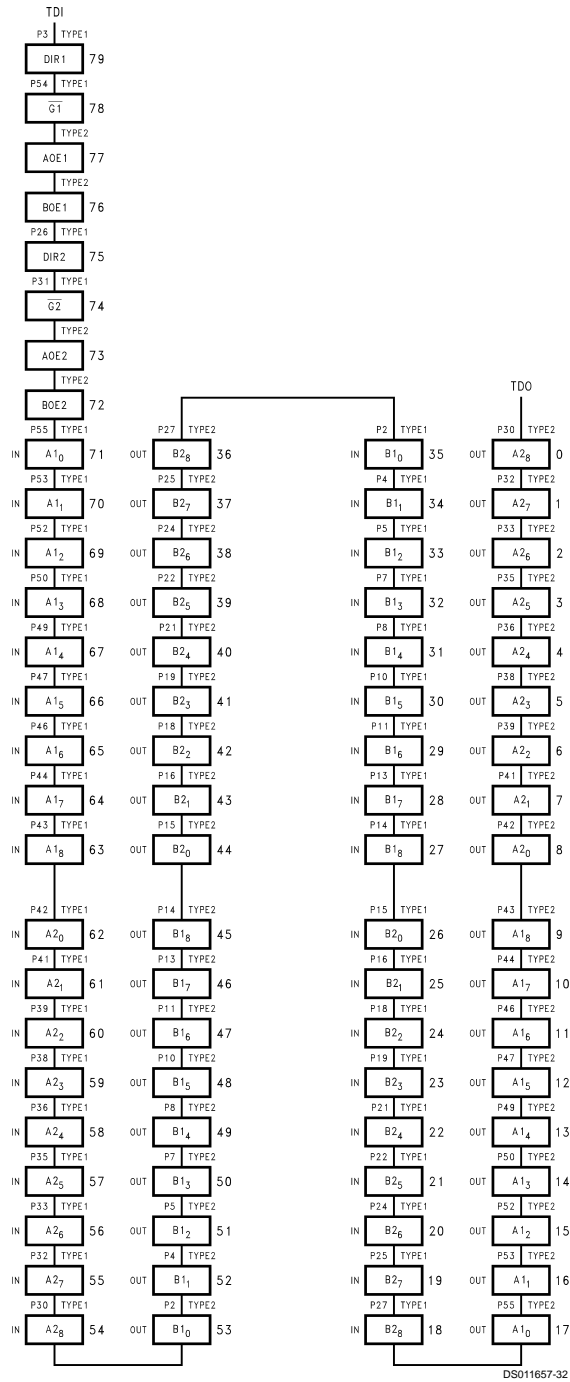 TDI
P3 TYPE1
DIR1 79
P54 TYPE1
G1 78
TYPE2
AOE1 77
TYPE2
BOE1 76
P26 TYPE1
DIR2 75
P31 TYPE1
G2 74
TYPE2
AOE2 73
TYPE2
BOE2 72
TDO
P55 TYPE1 P27 TYPE2 P2 TYPE1 P30 TYPE2
IN A1₀ 71 OUT B2₈ 36 IN B1₀ 35 OUT A2₈ 0
P53 TYPE1 P25 TYPE2 P4 TYPE1 P32 TYPE2
IN A1₁ 70 OUT B2₇ 37 IN B1₁ 34 OUT A2₇ 1
P52 TYPE1 P24 TYPE2 P5 TYPE1 P33 TYPE2
IN A1₂ 69 OUT B2₆ 38 IN B1₂ 33 OUT A2₆ 2
P50 TYPE1 P22 TYPE2 P7 TYPE1 P35 TYPE2
IN A1₃ 68 OUT B2₅ 39 IN B1₃ 32 OUT A2₅ 3
P49 TYPE1 P21 TYPE2 P8 TYPE1 P36 TYPE2
IN A1₄ 67 OUT B2₄ 40 IN B1₄ 31 OUT A2₄ 4
P47 TYPE1 P19 TYPE2 P10 TYPE1 P38 TYPE2
IN A1₅ 66 OUT B2₃ 41 IN B1₅ 30 OUT A2₃ 5
P46 TYPE1 P18 TYPE2 P11 TYPE1 P39 TYPE2
IN A1₆ 65 OUT B2₂ 42 IN B1₆ 29 OUT A2₂ 6
P44 TYPE1 P16 TYPE2 P13 TYPE1 P41 TYPE2
IN A1₇ 64 OUT B2₁ 43 IN B1₇ 28 OUT A2₁ 7
P43 TYPE1 P15 TYPE2 P14 TYPE1 P42 TYPE2
IN A1₈ 63 OUT B2₀ 44 IN B1₈ 27 OUT A2₀ 8
P42 TYPE1 P14 TYPE2 P15 TYPE1 P43 TYPE2
IN A2₀ 62 OUT B1₈ 45 IN B2₀ 26 OUT A1₈ 9
P41 TYPE1 P13 TYPE2 P16 TYPE1 P44 TYPE2
IN A2₁ 61 OUT B1₇ 46 IN B2₁ 25 OUT A1₇ 10
P39 TYPE1 P11 TYPE2 P18 TYPE1 P46 TYPE2
IN A2₂ 60 OUT B1₆ 47 IN B2₂ 24 OUT A1₆ 11
P38 TYPE1 P10 TYPE2 P19 TYPE1 P47 TYPE2
IN A2₃ 59 OUT B1₅ 48 IN B2₃ 23 OUT A1₅ 12
P36 TYPE1 P8 TYPE2 P21 TYPE1 P49 TYPE2
IN A2₄ 58 OUT B1₄ 49 IN B2₄ 22 OUT A1₄ 13
P35 TYPE1 P7 TYPE2 P22 TYPE1 P50 TYPE2
IN A2₅ 57 OUT B1₃ 50 IN B2₅ 21 OUT A1₃ 14
P33 TYPE1 P5 TYPE2 P24 TYPE1 P52 TYPE2
IN A2₆ 56 OUT B1₂ 51 IN B2₆ 20 OUT A1₂ 15
P32 TYPE1 P4 TYPE2 P25 TYPE1 P53 TYPE2
IN A2₇ 55 OUT B1₁ 52 IN B2₇ 19 OUT A1₁ 16
P30 TYPE1 P2 TYPE2 P27 TYPE1 P55 TYPE2
IN A2₈ 54 OUT B1₀ 53 IN B2₈ 18 OUT A1₀ 17
DS011657-32